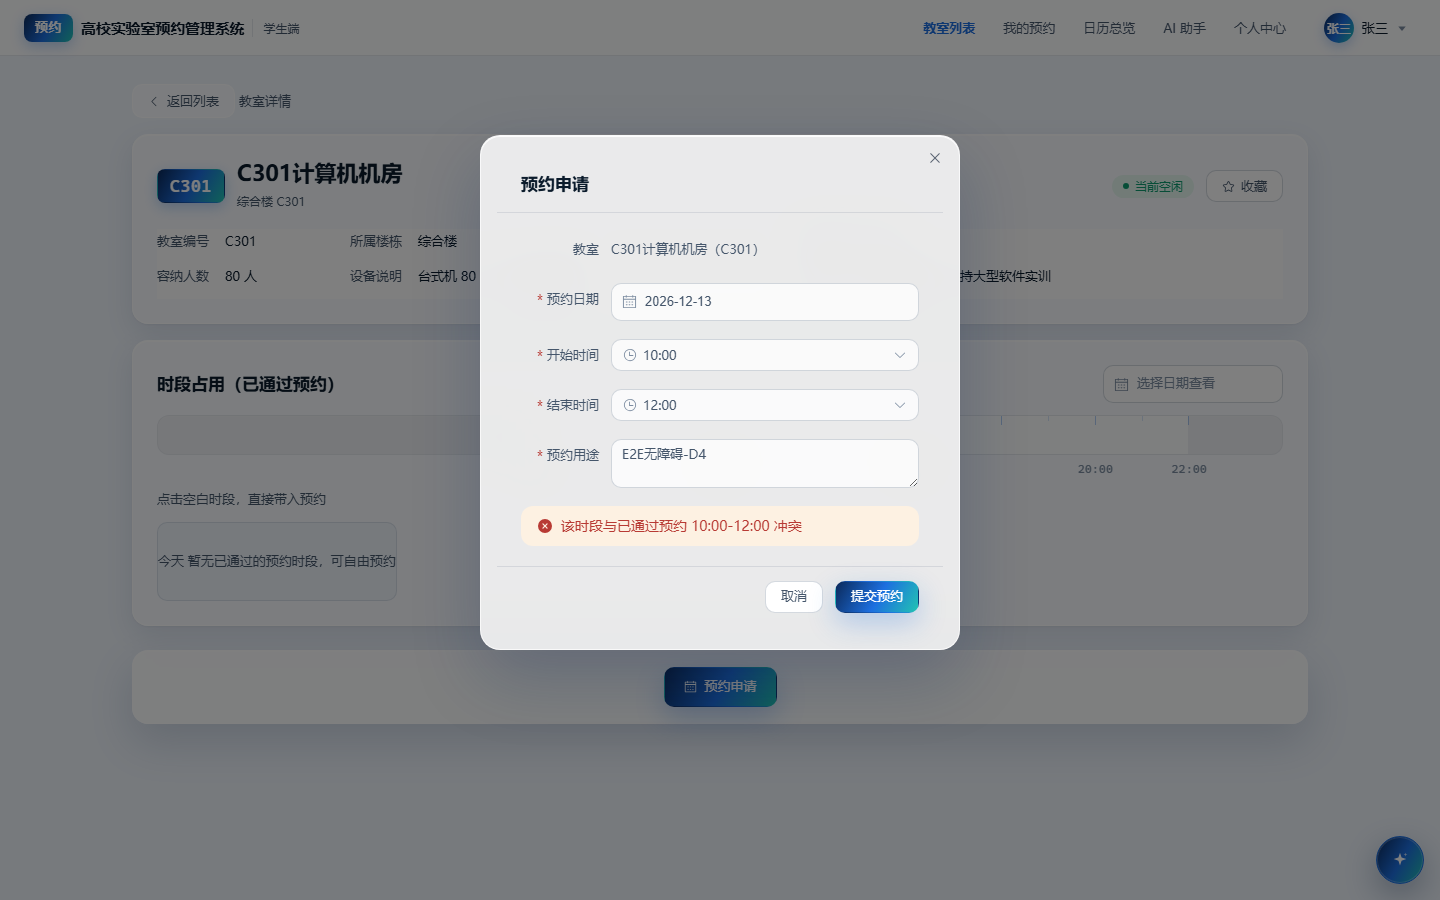 预约 高校实验室预约管理系统 学生端 教室列表 我的预约 日历总览 AI 助手 个人中心 张三 张三
返回列表 教室详情
C301 C301计算机机房
综合楼 C301
当前空闲 收藏
教室编号 C301 所属楼栋 综合楼
容纳人数 80 人 设备说明 台式机 80 持大型软件实训
时段占用（已通过预约） 选择日期查看
20:00 22:00
点击空白时段，直接带入预约
今天 暂无已通过的预约时段，可自由预约
预约申请
预约申请
教室 C301计算机机房（C301）
* 预约日期 2026-12-13
* 开始时间 10:00
* 结束时间 12:00
* 预约用途 E2E无障碍-D4
该时段与已通过预约 10:00-12:00 冲突
取消 提交预约